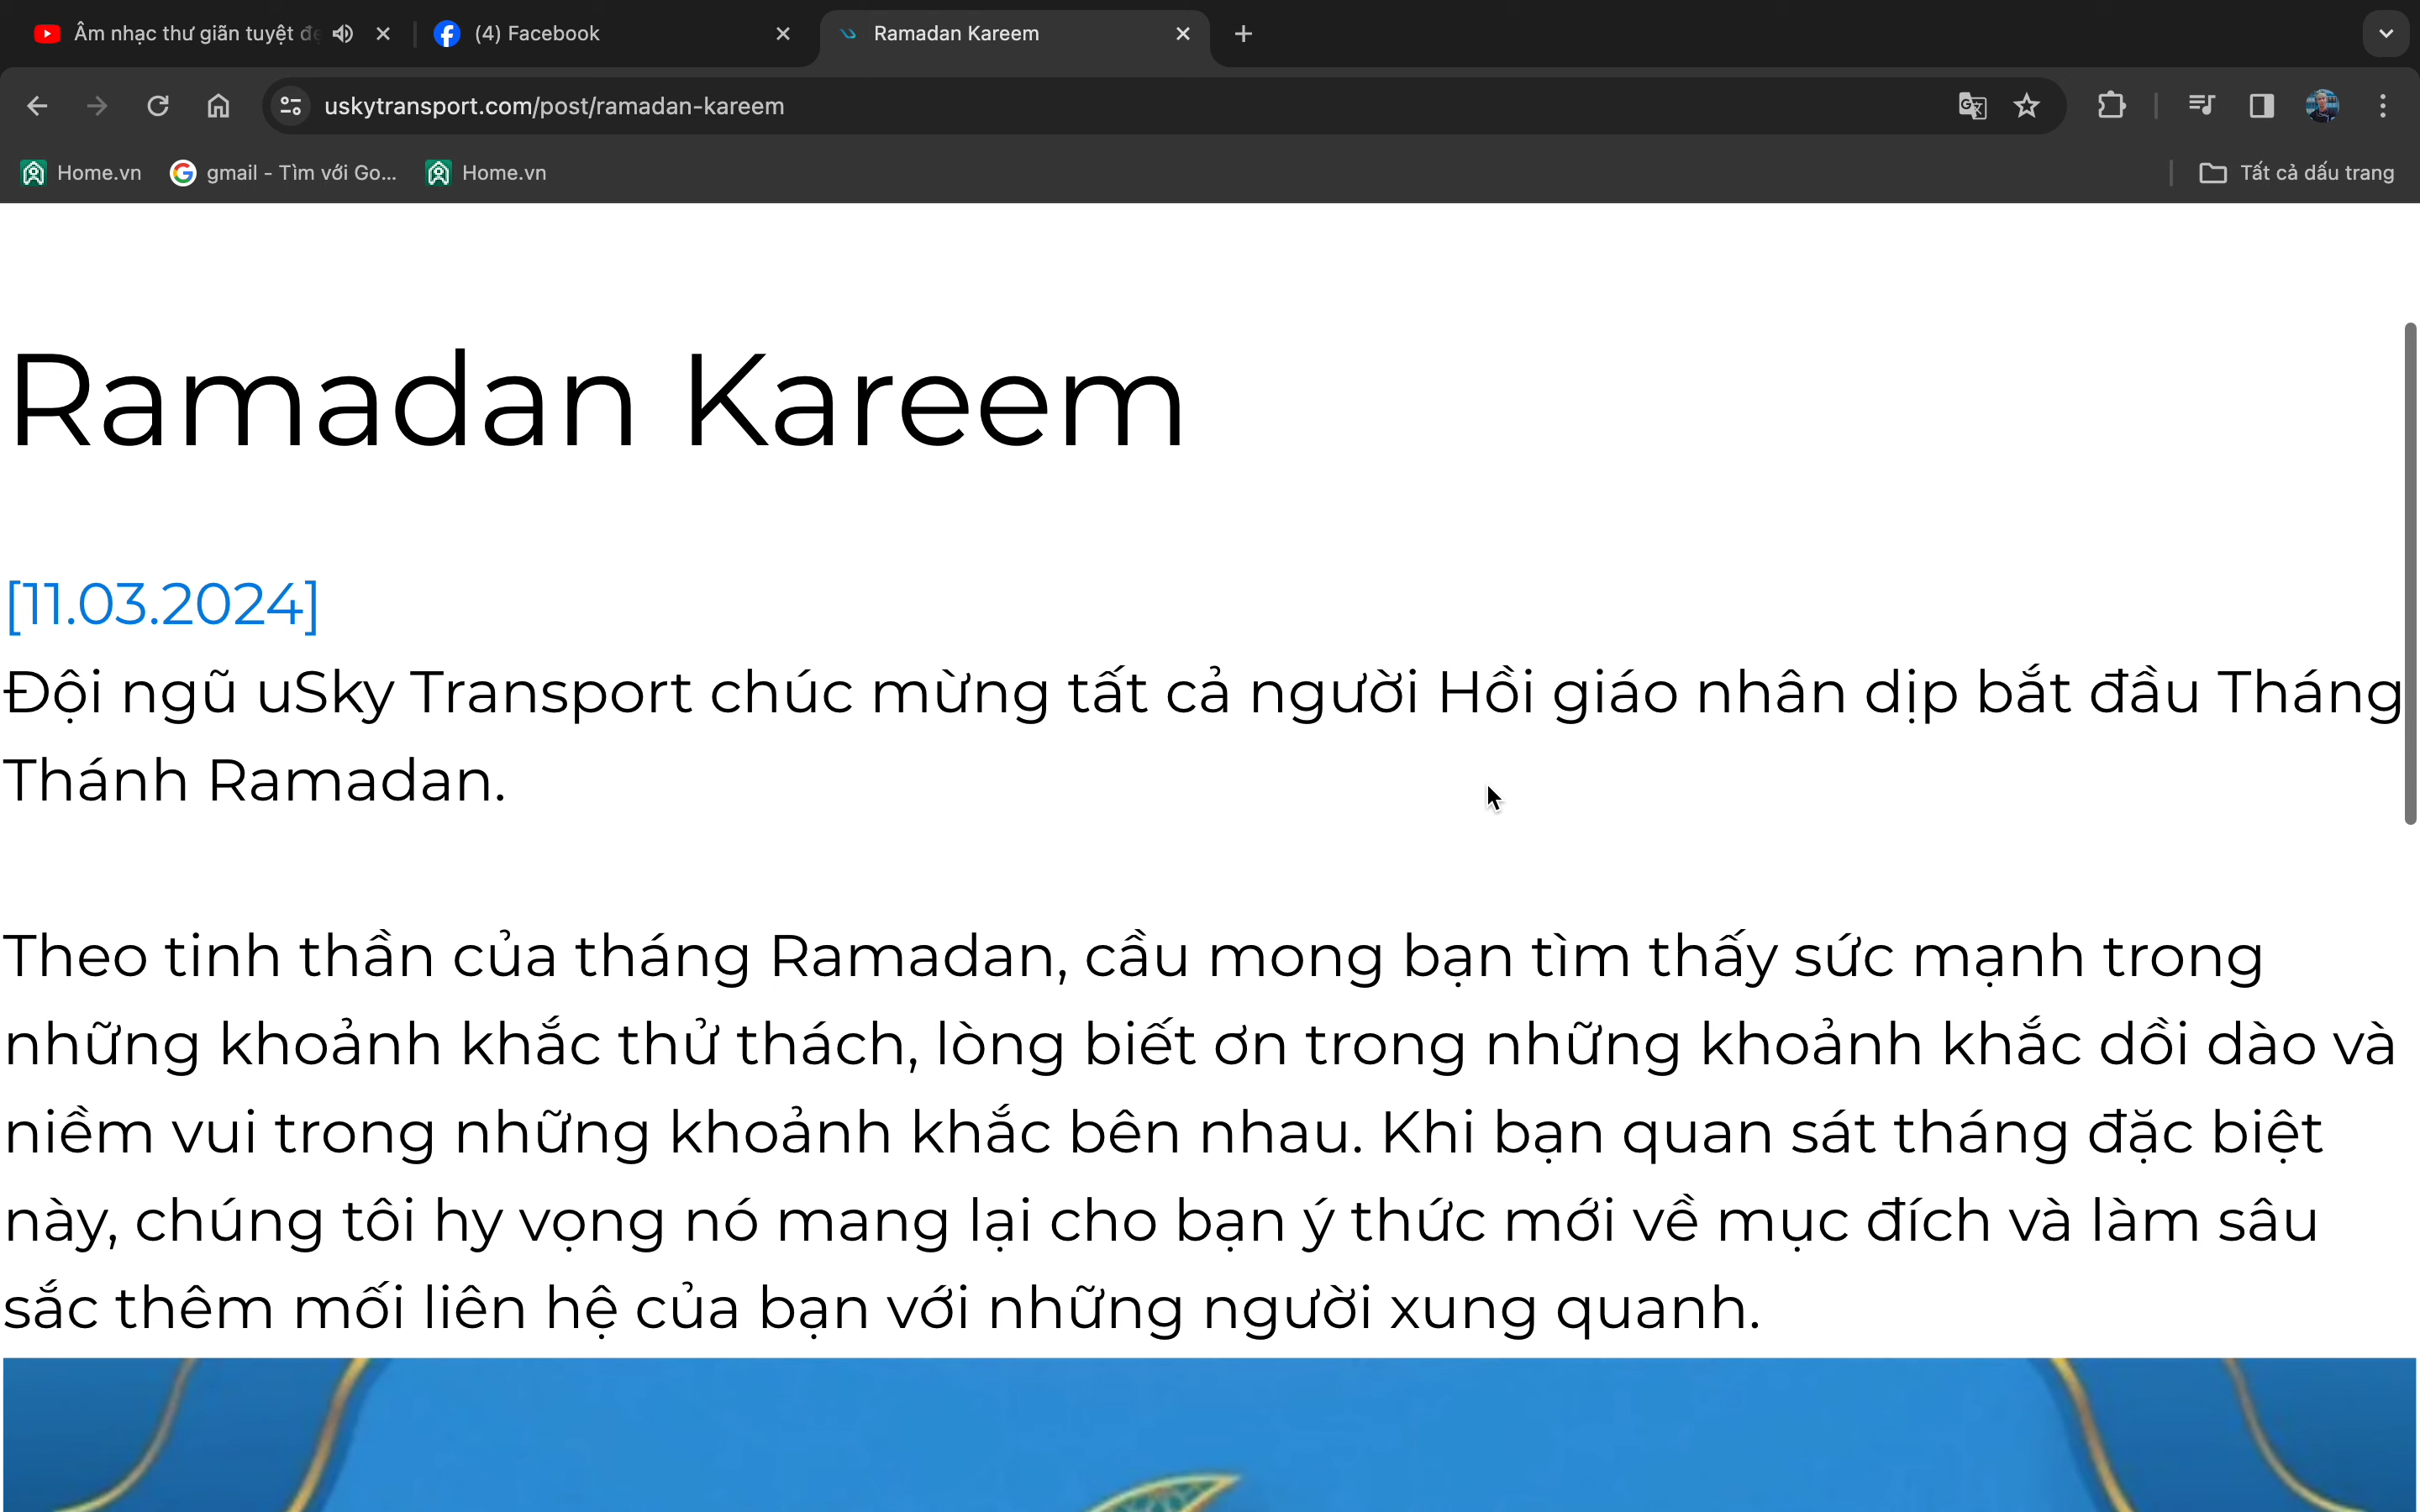 Âm nhạc thư giãn tuyệt
(4) Facebook
Ramadan Kareem
uskytransport.com/post/ramadan-kareem
Home.vn
gmail - Tìm với Go...
Home.vn
Tất cả dấu trang
Ramadan Kareem
[11.03.2024]
Đội ngũ uSky Transport chúc mừng tất cả người Hồi giáo nhân dịp bắt đầu Tháng
Thánh Ramadan.
Theo tinh thần của tháng Ramadan, cầu mong bạn tìm thấy sức mạnh trong
những khoảnh khắc thử thách, lòng biết ơn trong những khoảnh khắc dồi dào và
niềm vui trong những khoảnh khắc bên nhau. Khi bạn quan sát tháng đặc biệt
này, chúng tôi hy vọng nó mang lại cho bạn ý thức mới về mục đích và làm sâu
sắc thêm mối liên hệ của bạn với những người xung quanh.